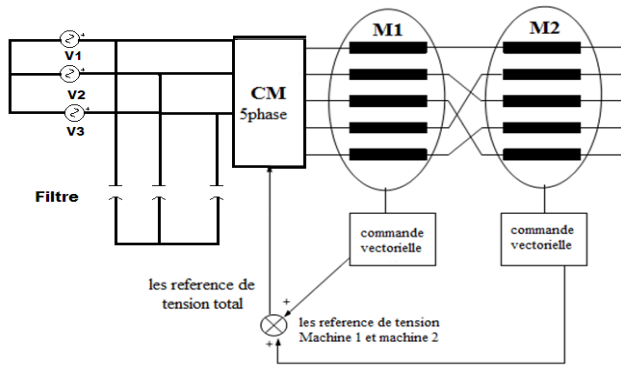 V1
V2
V3
Filtre
CM
5phase
M1
M2
commande
vectorielle
commande
vectorielle
les reference de
tension total
+
+
les reference de tension
Machine 1 et machine 2
+
+
+